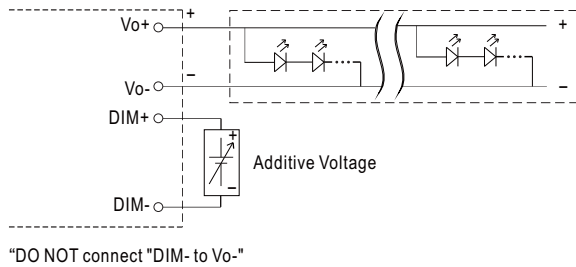 Vo+
+
+
Vo-
−
−
DIM+
+
Additive Voltage
−
DIM-
“DO NOT connect "DIM- to Vo-"